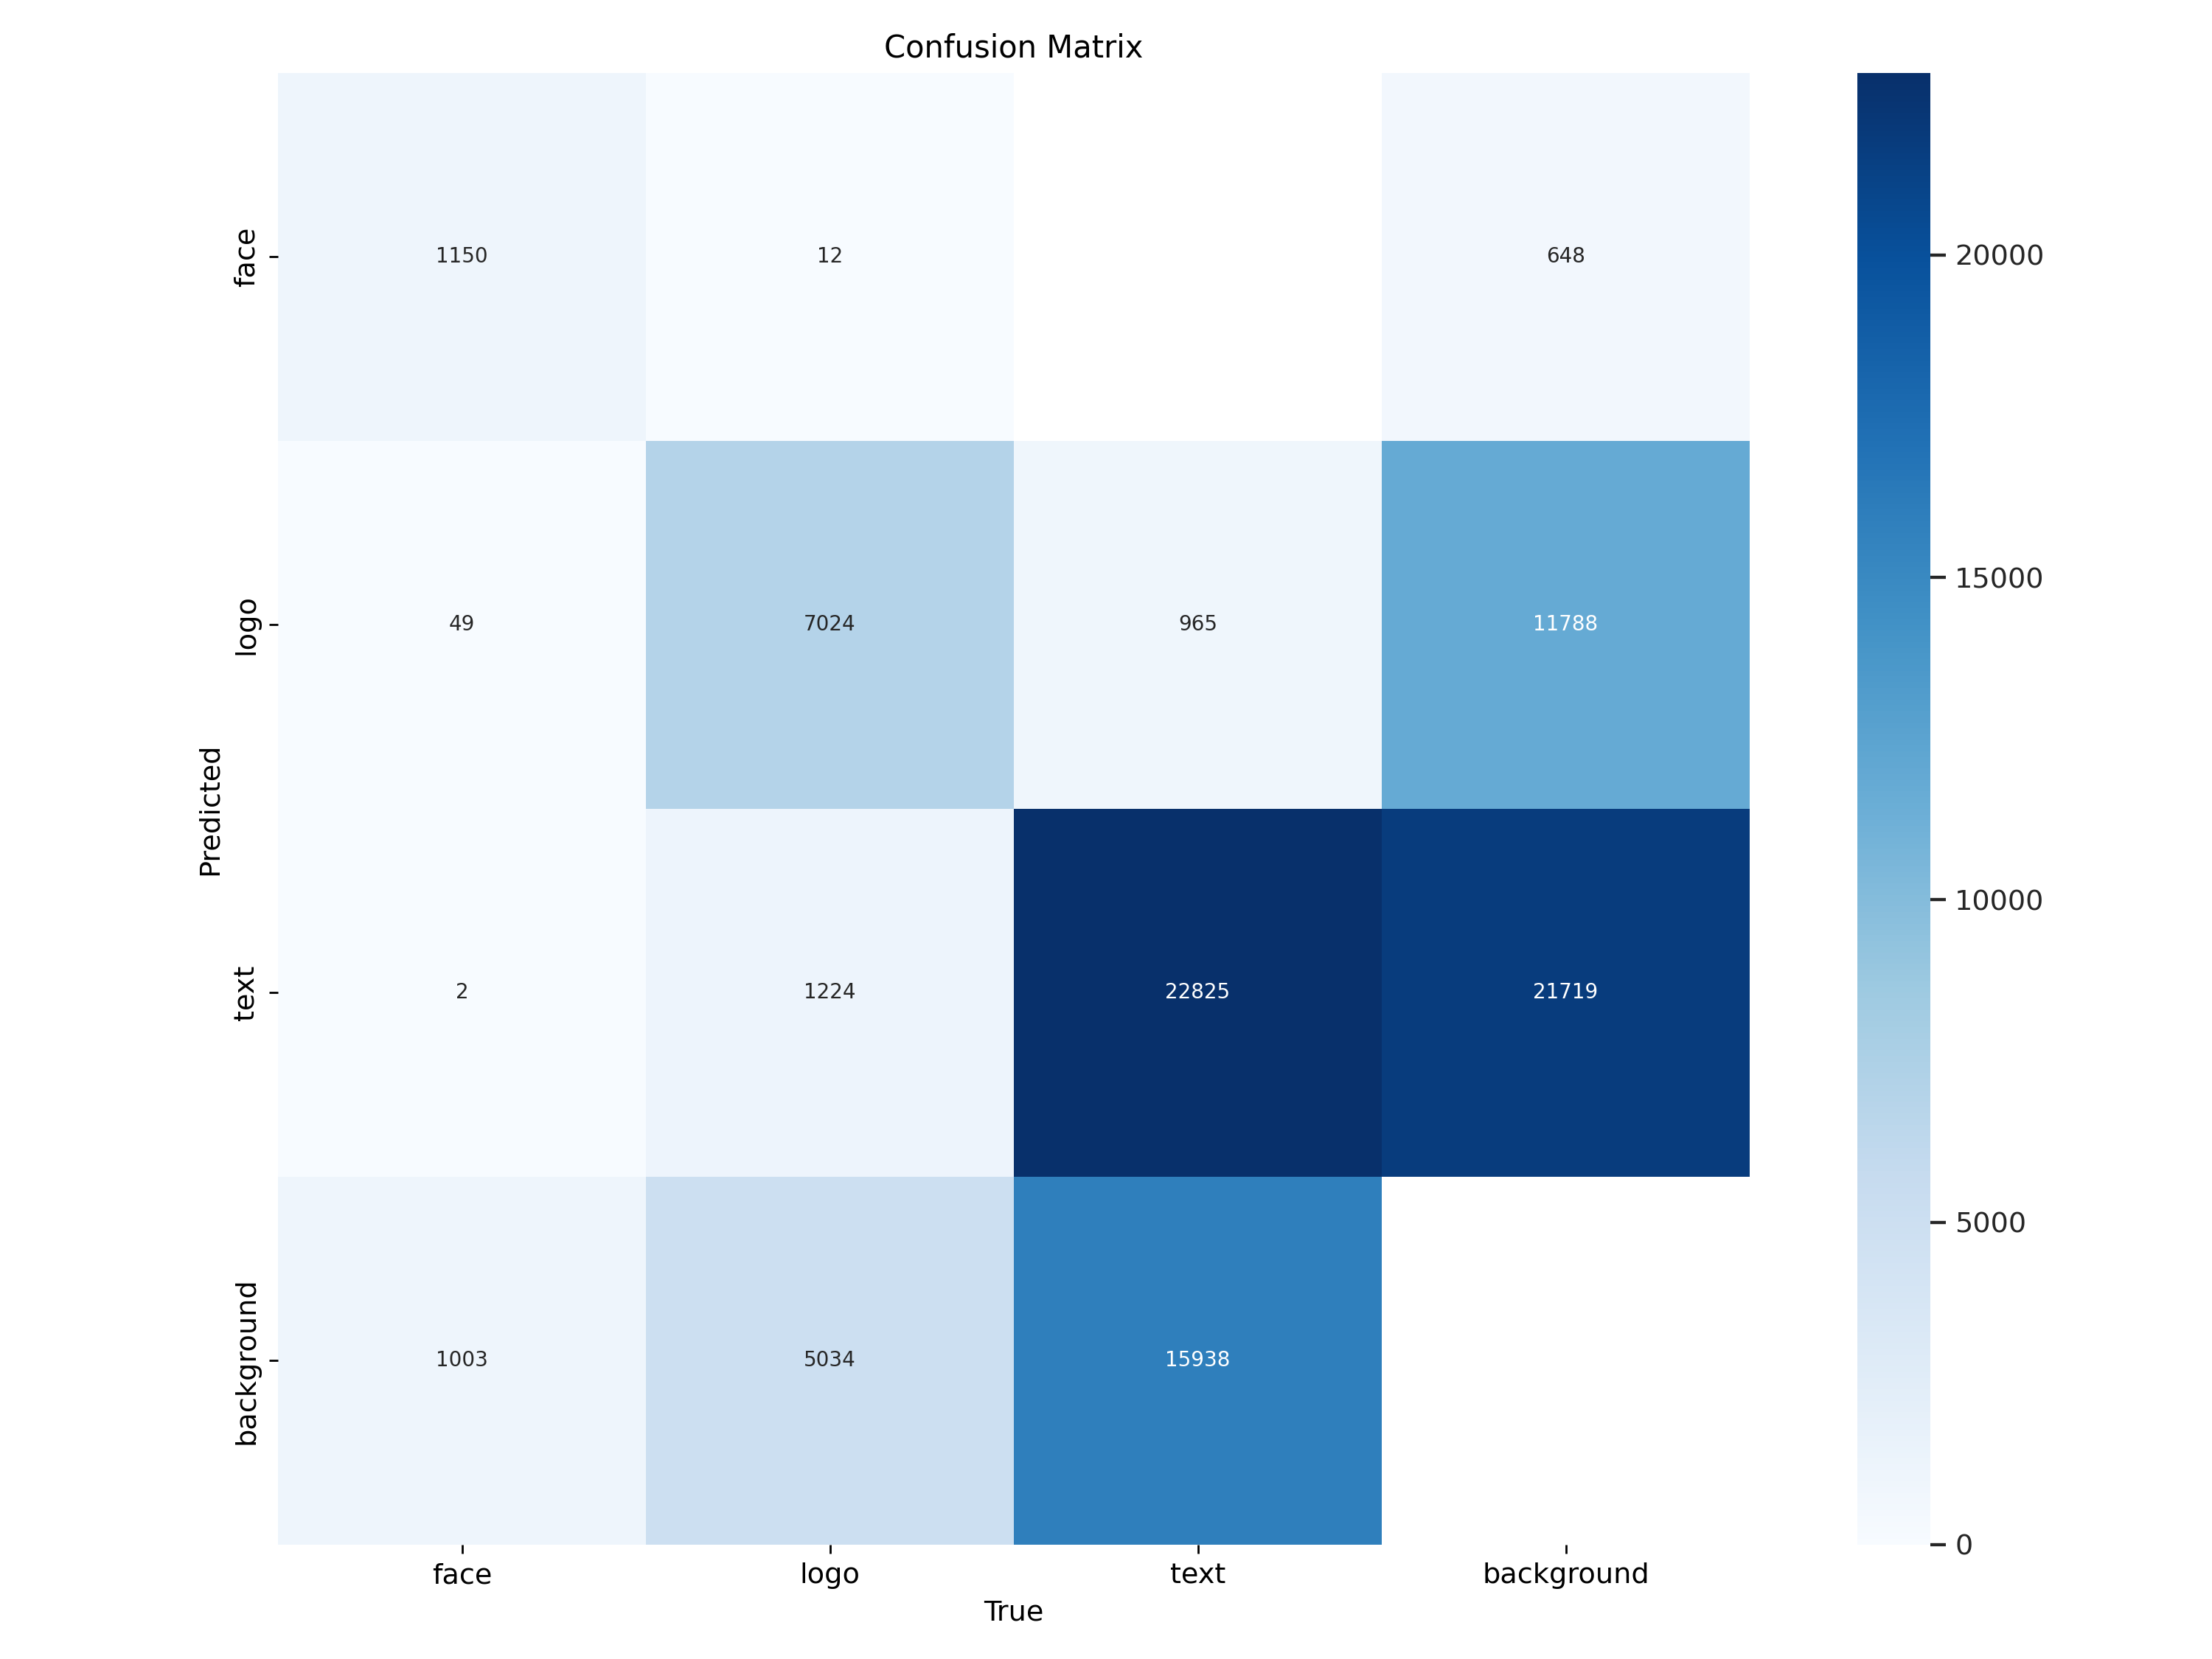 Confusion Matrix
face
1150
12
648
20000
logo
49
7024
965
11788
15000
Predicted
10000
text
2
1224
22825
21719
5000
background
1003
5034
15938
0
face
logo
text
background
True